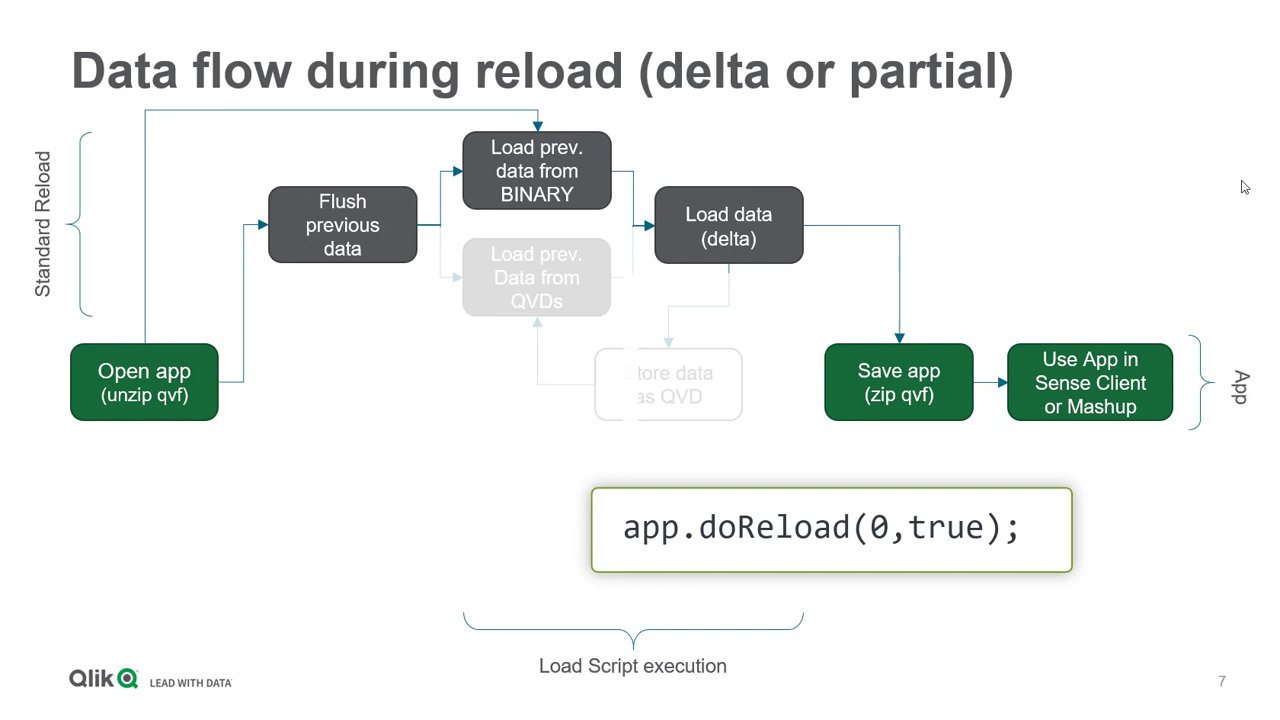 Data flow during reload (delta or partial)
Standard Reload
Load prev.
data from
BINARY
Flush
previous
data
Load data
(delta)
Load prev.
Data from
QVDs
Open app
(unzip qvf)
tore data
as QVD
Save app
(zip qvf)
Use App in
Sense Client
or Mashup
App
app.doReload(0,true);
Load Script execution
Qlik LEAD WITH DATA
7